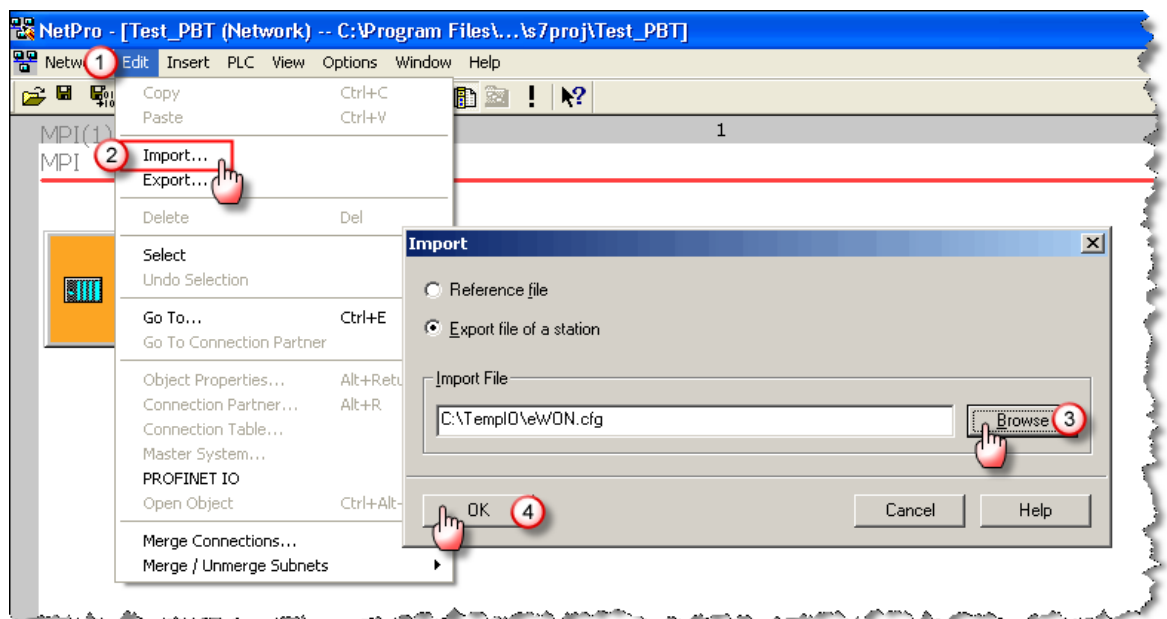 NetPro - [Test_PBT (Network) -- C:\Program Files\...\s7proj\Test_PBT]
Netw 1 Edit Insert PLC View Options Window Help
Copy Ctrl+C
Paste Ctrl+V
MPI(1) 1
MPI
2 Import...
Export...
Delete Del
Select
Undo Selection
Go To... Ctrl+E
Go To Connection Partner
Object Properties... Alt+Retu
Connection Partner... Alt+R
Connection Table...
Master System...
PROFINET IO
Open Object Ctrl+Alt-
Merge Connections...
Merge / Unmerge Subnets
Import
Reference file
Export file of a station
Import File
C:\TempIO\eWON.cfg
Browse 3
OK 4 Cancel Help